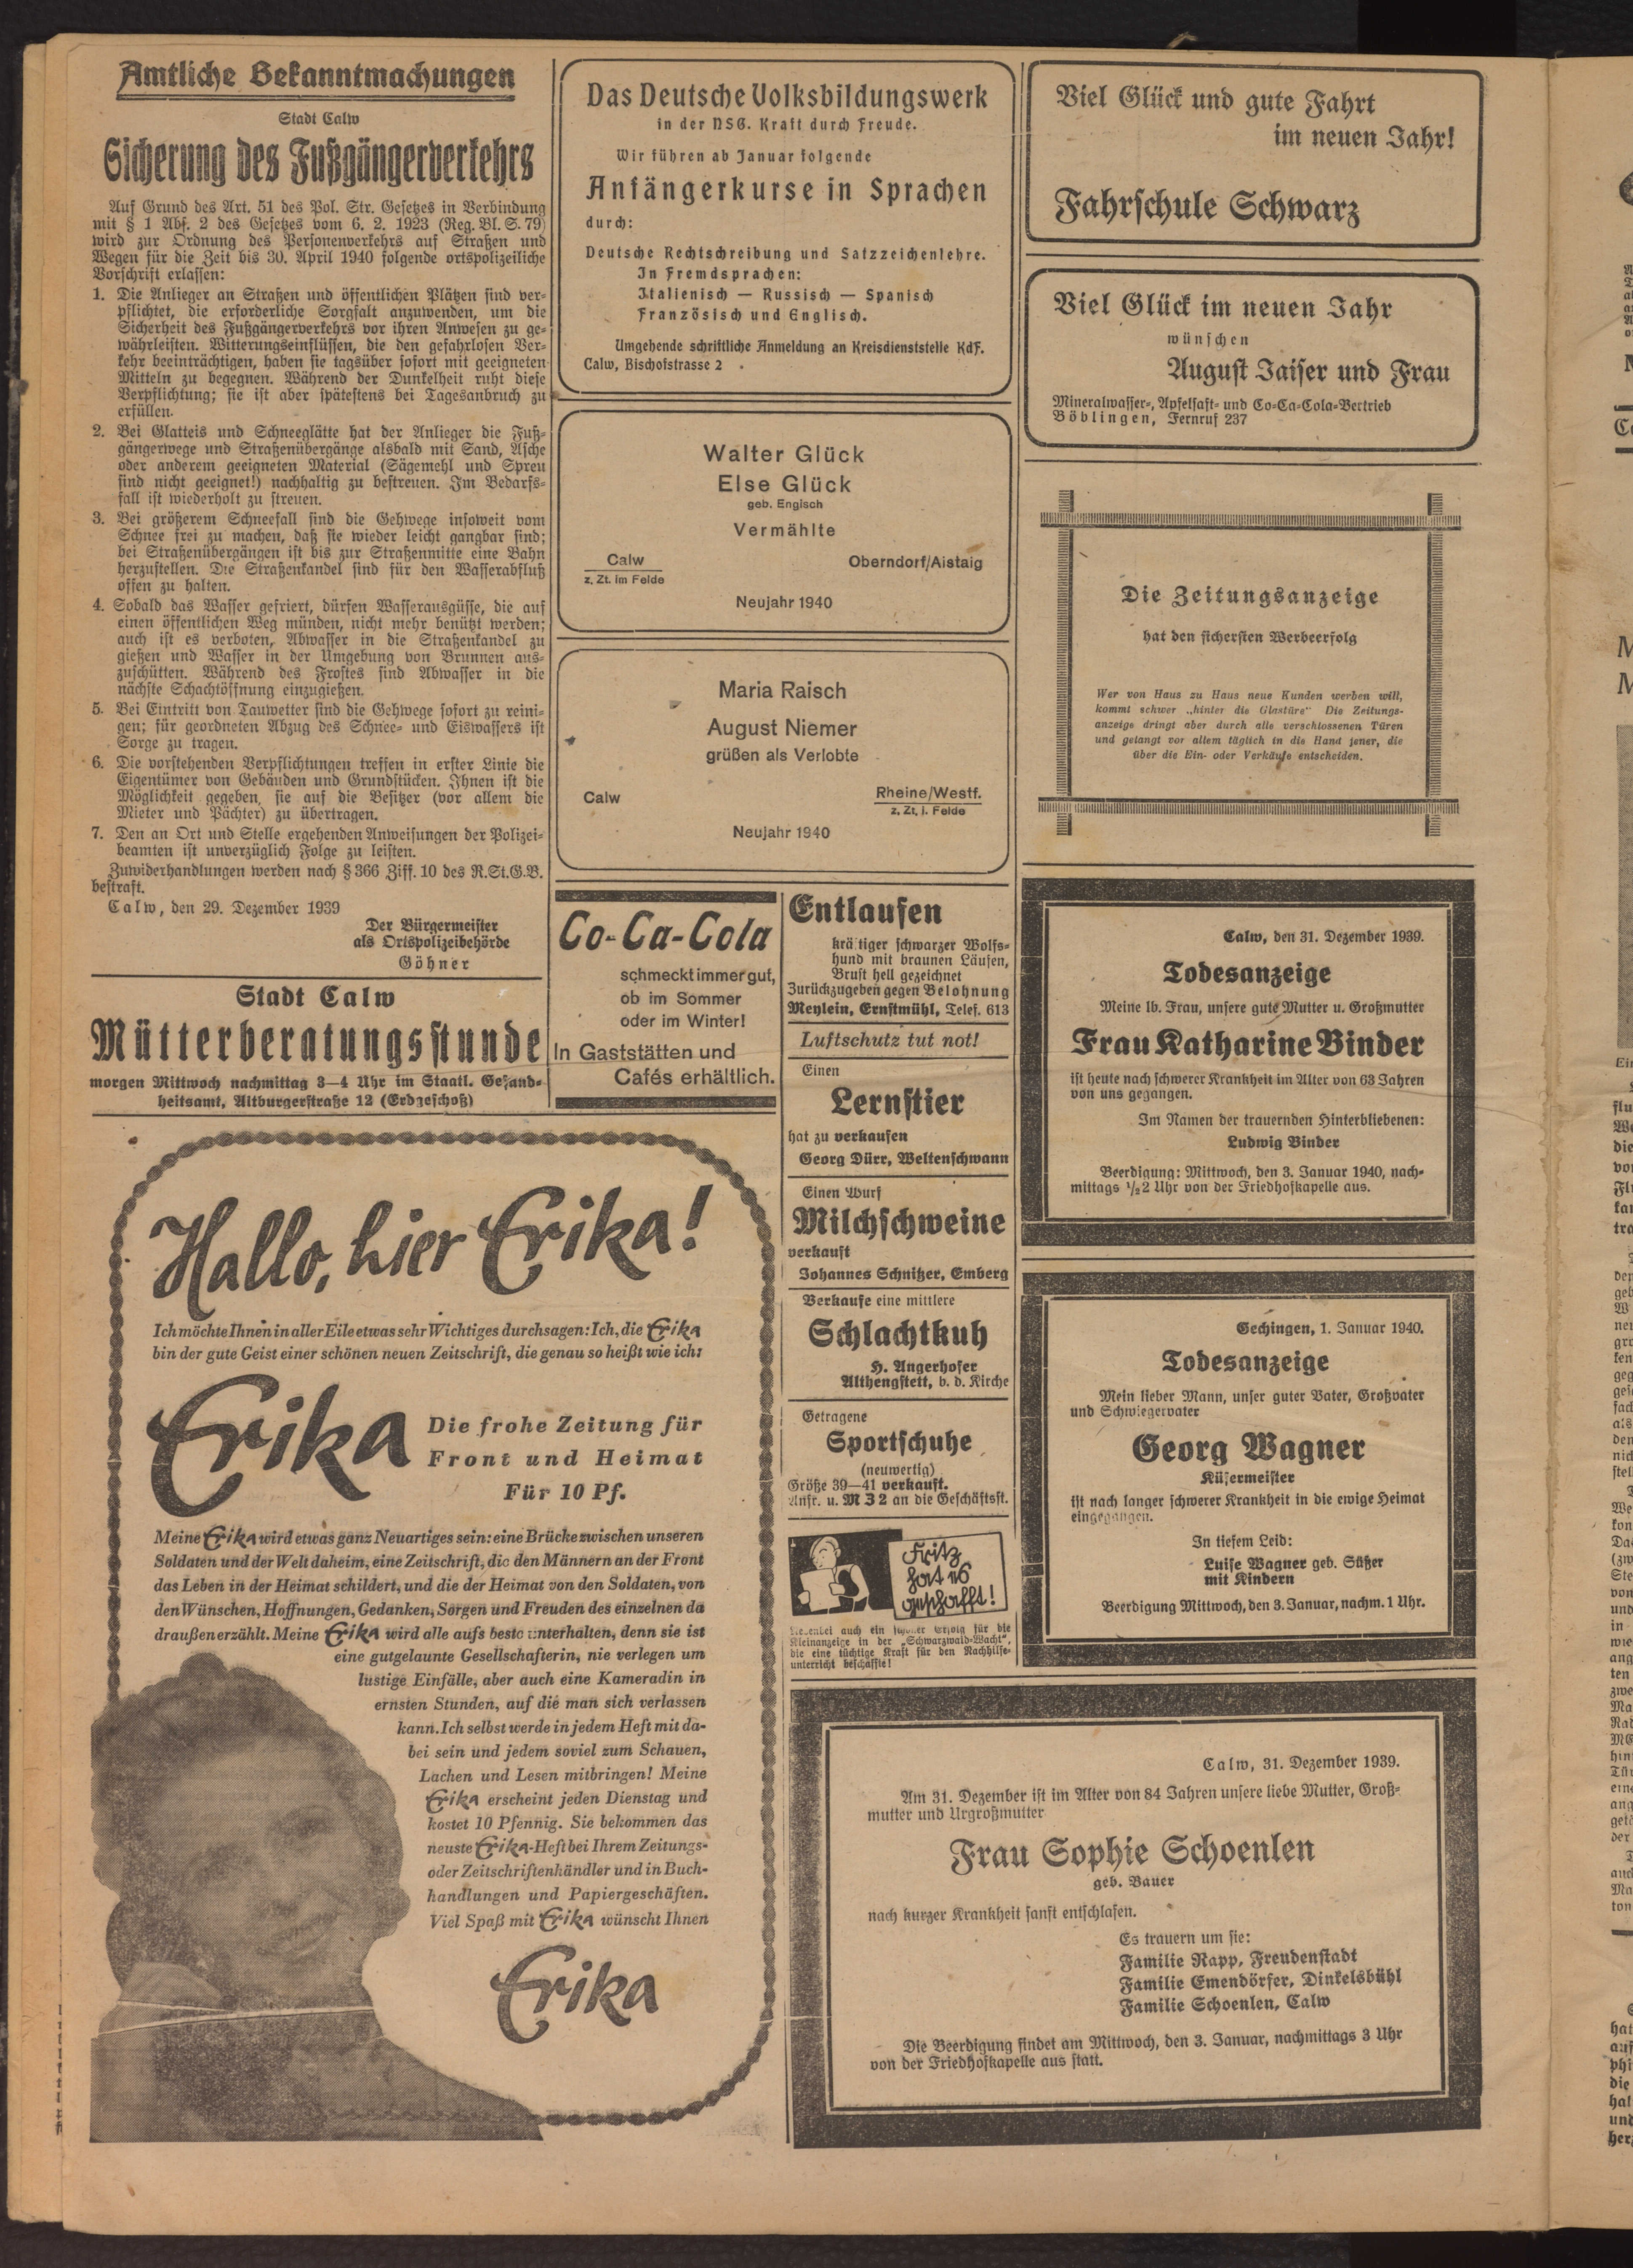 Amtliche Bekanntmachungen
Stadt Calw
Sicherung des Fußgängerverkehrs
Auf Grund des Art. 51 des Pol. Str. Gesetzes in Verbindung
mit § 1 Abs. 2 des Gesetzes vom 6. 2. 1923 (Reg. Bl. S. 79)
wird zur Ordnung des Personenverkehrs auf Straßen und
Wegen für die Zeit bis 30. April 1940 folgende ortspolizeiliche
Vorschrift erlassen:
1. Die Anlieger an Straßen und öffentlichen Plätzen sind ver-
pflichtet, die erforderliche Sorgfalt anzuwenden, um die
Sicherheit des Fußgängerverkehrs vor ihren Anwesen zu ge-
währleisten. Witterungseinflüssen, die den gefahrlosen Ver-
kehr beeinträchtigen, haben sie tagsüber sofort mit geeigneten
Mitteln zu begegnen. Während der Dunkelheit ruht diese
Verpflichtung; sie ist aber spätestens bei Tagesanbruch zu
erfüllen.
2. Bei Glatteis und Schneeglätte hat der Anlieger die Fuß-
gängerwege und Straßenübergänge alsbald mit Sand, Asche
oder anderem geeigneten Material (Sägemehl und Spreu
sind nicht geeignet!) nachhaltig zu bestreuen. Im Bedarfs-
fall ist wiederholt zu streuen.
3. Bei größerem Schneefall sind die Gehwege insoweit vom
Schnee frei zu machen, daß sie wieder leicht gangbar sind;
bei Straßenübergängen ist bis zur Straßenmitte eine Bahn
herzustellen. Die Straßenkandel sind für den Wasserabfluß
offen zu halten.
4. Sobald das Wasser gefriert, dürfen Wasserausgüsse, die auf
einen öffentlichen Weg münden, nicht mehr benützt werden;
auch ist es verboten, Abwasser in die Straßenkandel zu
gießen und Wasser in der Umgebung von Brunnen aus-
zuschütten. Während des Frostes sind Abwasser in die
nächste Schachtöffnung einzugießen.
5. Bei Eintritt von Tauwetter sind die Gehwege sofort zu reini-
gen; für geordneten Abzug des Schnee- und Eiswassers ist
Sorge zu tragen.
6. Die vorstehenden Verpflichtungen treffen in erster Linie die
Eigentümer von Gebäuden und Grundstücken. Ihnen ist die
Möglichkeit gegeben, sie auf die Besitzer (vor allem die
Mieter und Pächter) zu übertragen.
7. Den an Ort und Stelle ergehenden Anweisungen der Polizei-
beamten ist unverzüglich Folge zu leisten.
Zuwiderhandlungen werden nach § 366 Ziff. 10 des R.St.G.B.
bestraft.
Calw, den 29. Dezember 1939
Der Bürgermeister
als Ortspolizeibehörde
Göhner
Stadt Calw
Mütterberatungsstunde
morgen Mittwoch nachmittag 3—4 Uhr im Staatl. Gesund-
heitsamt, Altburgerstraße 12 (Erdgeschoß)
Das Deutsche Volksbildungswerk
in der NSG. Kraft durch Freude.
Wir führen ab Januar folgende
Anfängerkurse in Sprachen
durch:
Deutsche Rechtschreibung und Satzzeichenlehre.
In Fremdsprachen:
Italienisch — Russisch — Spanisch
Französisch und Englisch.
Umgehende schriftliche Anmeldung an Kreisdienststelle KdF.
Calw, Bischofstrasse 2
Walter Glück
Else Glück
geb. Engisch
Vermählte
Calw
z. Zt. im Felde
Oberndorf/Aistaig
Neujahr 1940
Maria Raisch
August Niemer
grüßen als Verlobte
Calw
Rheine/Westf.
z. Zt. i. Felde
Neujahr 1940
Co-Ca-Cola
schmeckt immer gut,
ob im Sommer
oder im Winter!
In Gaststätten und
Cafés erhältlich.
Entlaufen
kräftiger schwarzer Wolfs-
hund mit braunen Läufen,
Brust hell gezeichnet
Zurückzugeben gegen Belohnung
Meylein, Ernstmühl, Telef. 613
Luftschutz tut not!
Einen
Lernstier
hat zu verkaufen
Georg Dürr, Weltenschwann
Einen Wurf
Milchschweine
verkauft
Johannes Schnitzer, Emberg
Verkaufe eine mittlere
Schlachtkuh
H. Angerhofer
Althengstett, b. d. Kirche
Getragene
Sportschuhe
(neuwertig)
Größe 39—41 verkauft.
Anfr. u. M 3 2 an die Geschäftsst.
Fritz
hat es
geschafft!
auch ein schöner Erfolg für die
Kleinanzeige in der „Schwarzwald-Wacht“,
die eine tüchtige Kraft für den Nachhilfe-
unterricht beschaffte!
Viel Glück und gute Fahrt
im neuen Jahr!
Fahrschule Schwarz
Viel Glück im neuen Jahr
wünschen
August Jaiser und Frau
Mineralwasser-, Apfelsaft- und Co-Ca-Cola-Vertrieb
Böblingen, Fernruf 237
Die Zeitungsanzeige
hat den sichersten Werbeerfolg
Wer von Haus zu Haus neue Kunden werben will,
kommt schwer „hinter die Glastüre“ Die Zeitungs-
anzeige dringt aber durch alle verschlossenen Türen
und gelangt vor allem täglich in die Hand jener, die
über die Ein- oder Verkäufe entscheiden.
Calw, den 31. Dezember 1939.
Todesanzeige
Meine lb. Frau, unsere gute Mutter u. Großmutter
Frau Katharine Binder
ist heute nach schwerer Krankheit im Alter von 63 Jahren
von uns gegangen.
Im Namen der trauernden Hinterbliebenen:
Ludwig Binder
Beerdigung: Mittwoch, den 3. Januar 1940, nach-
mittags 1/2 2 Uhr von der Friedhofkapelle aus.
Gechingen, 1. Januar 1940.
Todesanzeige
Mein lieber Mann, unser guter Vater, Großvater
und Schwiegervater
Georg Wagner
Küfermeister
ist nach langer schwerer Krankheit in die ewige Heimat
eingegangen.
In tiefem Leid:
Luise Wagner geb. Süßer
mit Kindern
Beerdigung Mittwoch, den 3. Januar, nachm. 1 Uhr.
Calw, 31. Dezember 1939.
Am 31. Dezember ist im Alter von 84 Jahren unsere liebe Mutter, Groß-
mutter und Urgroßmutter
Frau Sophie Schoenlen
geb. Bauer
nach kurzer Krankheit sanft entschlafen.
Es trauern um sie:
Familie Rapp, Freudenstadt
Familie Emendörfer, Dinkelsbühl
Familie Schoenlen, Calw
Die Beerdigung findet am Mittwoch, den 3. Januar, nachmittags 3 Uhr
von der Friedhofkapelle aus statt.
Hallo, hier Erika!
Ich möchte Ihnen in aller Eile etwas sehr Wichtiges durchsagen: Ich, die Erika
bin der gute Geist einer schönen neuen Zeitschrift, die genau so heißt wie ich:
Erika
Die frohe Zeitung für
Front und Heimat
Für 10 Pf.
Meine Erika wird etwas ganz Neuartiges sein: eine Brücke zwischen unseren
Soldaten und der Welt daheim, eine Zeitschrift, die den Männern an der Front
das Leben in der Heimat schildert, und die der Heimat von den Soldaten, von
den Wünschen, Hoffnungen, Gedanken, Sorgen und Freuden des einzelnen da
draußen erzählt. Meine Erika wird alle aufs beste unterhalten, denn sie ist
eine gutgelaunte Gesellschafterin, nie verlegen um
lustige Einfälle, aber auch eine Kameradin in
ernsten Stunden, auf die man sich verlassen
kann. Ich selbst werde in jedem Heft mit da-
bei sein und jedem soviel zum Schauen,
Lachen und Lesen mitbringen! Meine
Erika erscheint jeden Dienstag und
kostet 10 Pfennig. Sie bekommen das
neuste Erika-Heft bei Ihrem Zeitungs-
oder Zeitschriftenhändler und in Buch-
handlungen und Papiergeschäften.
Viel Spaß mit Erika wünscht Ihnen
Erika